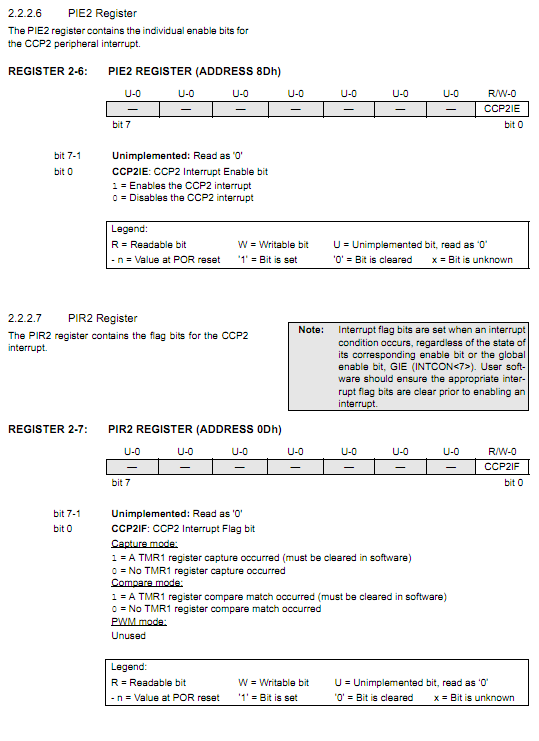 2.2.2.6 PIE2 Register
The PIE2 register contains the individual enable bits for
the CCP2 peripheral interrupt.
REGISTER 2-6: PIE2 REGISTER (ADDRESS 8Dh)
U-0 U-0 U-0 U-0 U-0 U-0 U-0 R/W-0
— — — — — — — CCP2IE
bit 7 bit 0
bit 7-1 Unimplemented: Read as '0'
bit 0 CCP2IE: CCP2 Interrupt Enable bit
1 = Enables the CCP2 interrupt
0 = Disables the CCP2 interrupt
Legend:
R = Readable bit W = Writable bit U = Unimplemented bit, read as '0'
- n = Value at POR reset '1' = Bit is set '0' = Bit is cleared x = Bit is unknown
2.2.2.7 PIR2 Register
The PIR2 register contains the flag bits for the CCP2
interrupt.
Note: Interrupt flag bits are set when an interrupt
condition occurs, regardless of the state of
its corresponding enable bit or the global
enable bit, GIE (INTCON<7>). User soft-
ware should ensure the appropriate inter-
rupt flag bits are clear prior to enabling an
interrupt.
REGISTER 2-7: PIR2 REGISTER (ADDRESS 0Dh)
U-0 U-0 U-0 U-0 U-0 U-0 U-0 R/W-0
— — — — — — — CCP2IF
bit 7 bit 0
bit 7-1 Unimplemented: Read as '0'
bit 0 CCP2IF: CCP2 Interrupt Flag bit
Capture mode:
1 = A TMR1 register capture occurred (must be cleared in software)
0 = No TMR1 register capture occurred
Compare mode:
1 = A TMR1 register compare match occurred (must be cleared in software)
0 = No TMR1 register compare match occurred
PWM mode:
Unused
Legend:
R = Readable bit W = Writable bit U = Unimplemented bit, read as '0'
- n = Value at POR reset '1' = Bit is set '0' = Bit is cleared x = Bit is unknown